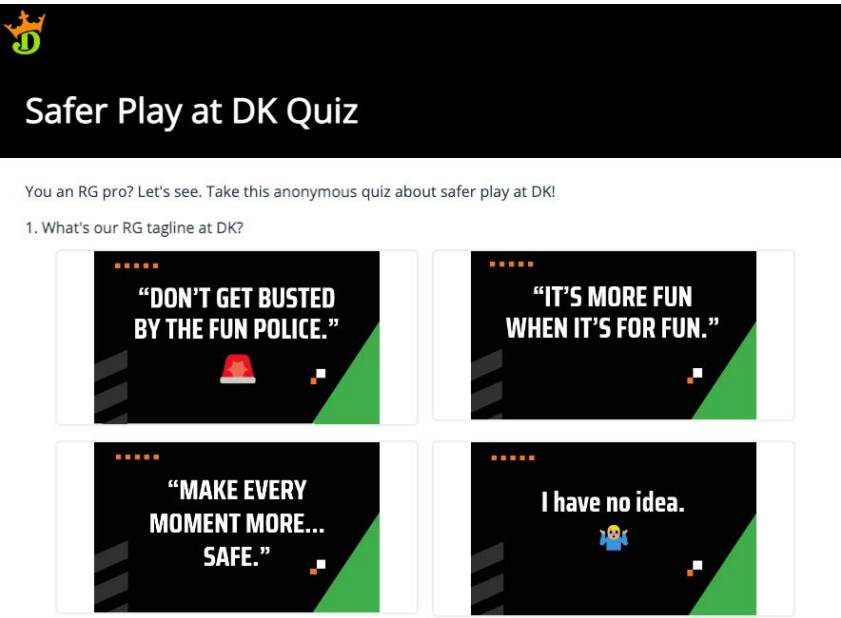 Safer Play at DK Quiz
You an RG pro? Let's see. Take this anonymous quiz about safer play at DK!
1. What's our RG tagline at DK?
“DON’T GET BUSTED
BY THE FUN POLICE.”
“IT’S MORE FUN
WHEN IT’S FOR FUN.”
“MAKE EVERY
MOMENT MORE...
SAFE.”
I have no idea.